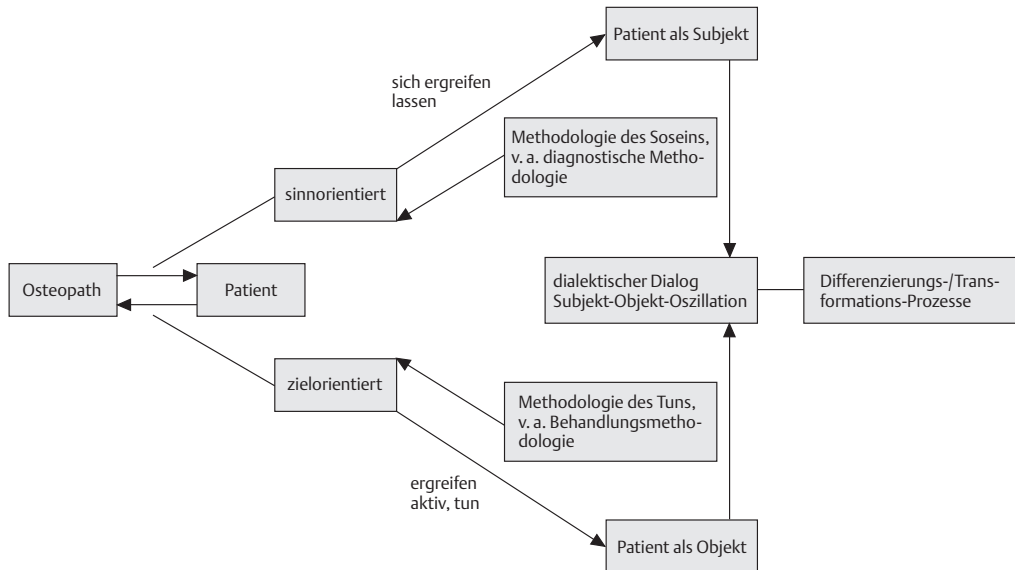 Patient als Subjekt
sich ergreifen
lassen
Methodologie des Soseins,
v. a. diagnostische Metho-
dologie
sinnorientiert
Osteopath
Patient
dialektischer Dialog
Subjekt-Objekt-Oszillation
Differenzierungs-/Trans-
formations-Prozesse
zielorientiert
Methodologie des Tuns,
v. a. Behandlungsmetho-
dologie
ergreifen
aktiv, tun
Patient als Objekt